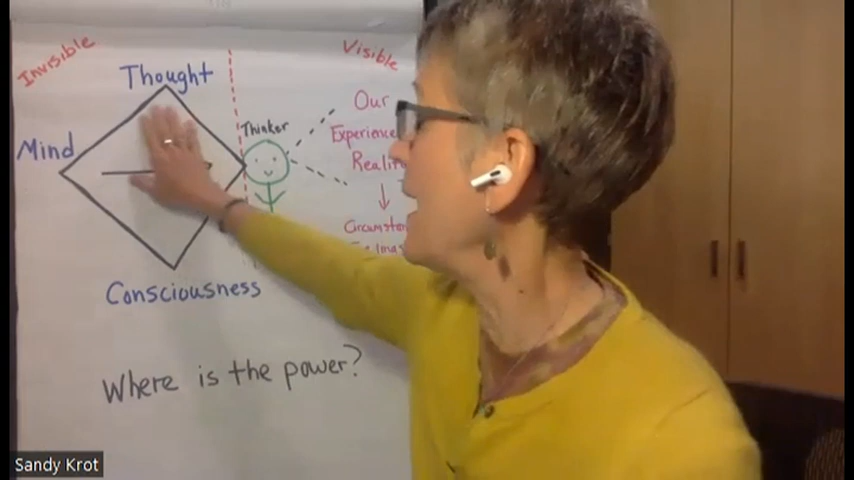 Invisible
Visible
Thought
Our
Thinker
Mind
Experience
Reality
Consciousness
Where is the power?
Sandy Krot